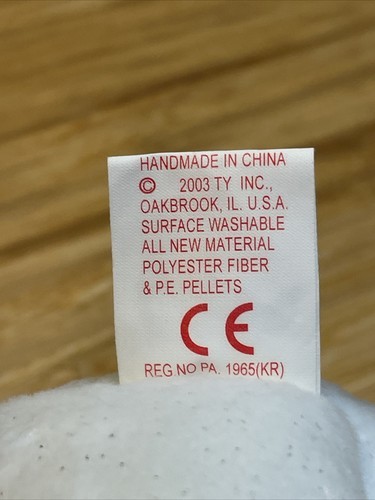 HANDMADE IN CHINA
© 2003 TY INC.,
OAKBROOK, IL. U.S.A.
SURFACE WASHABLE
ALL NEW MATERIAL
POLYESTER FIBER
& P.E. PELLETS
CE
REG.NO PA. 1965(KR)